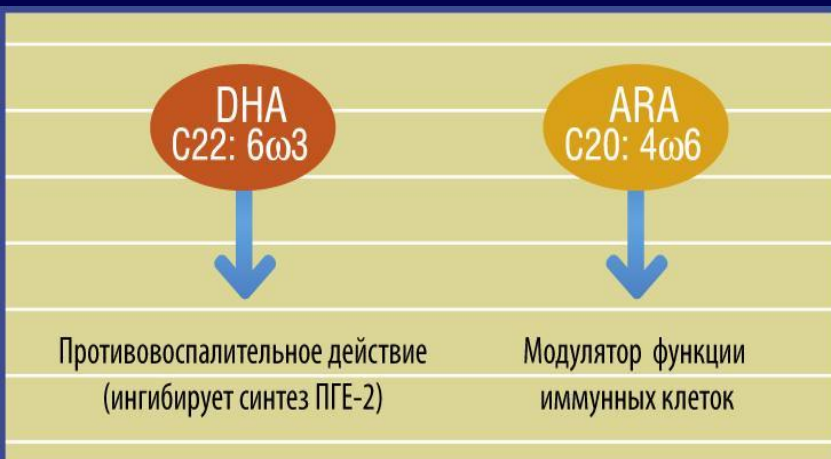 DHA
C22: 6ω3
ARA
C20: 4ω6
Противовоспалительное действие
(ингибирует синтез ПГЕ-2)
Модулятор функции
иммунных клеток